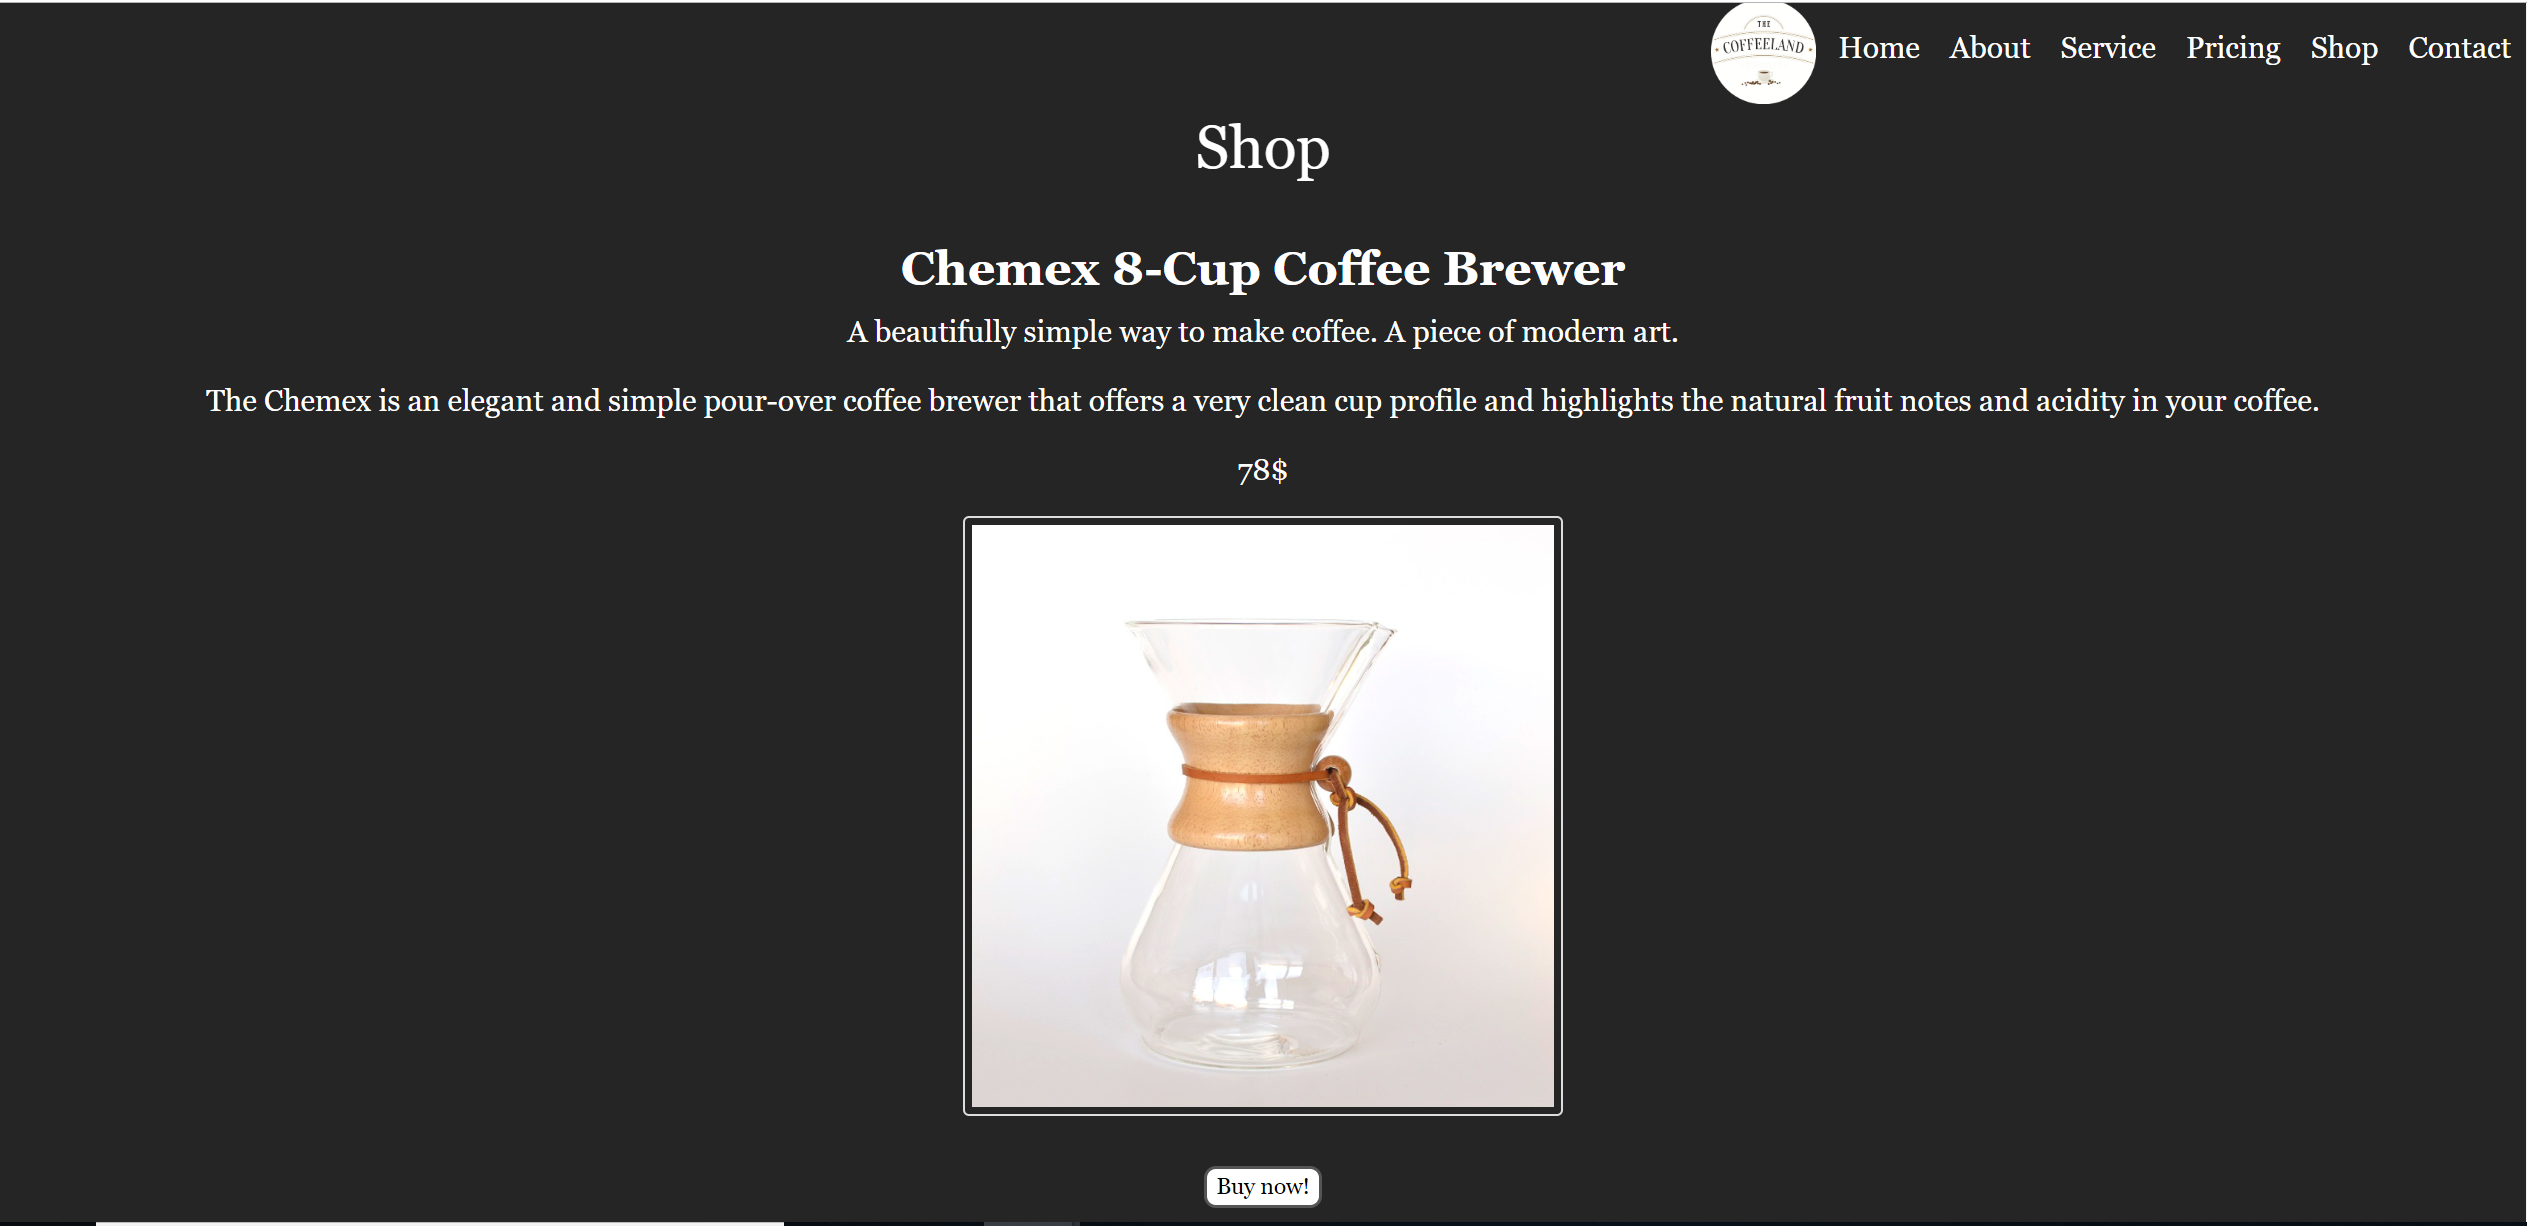 THE
COFFEELAND
Home About Service Pricing Shop Contact
Shop
Chemex 8-Cup Coffee Brewer
A beautifully simple way to make coffee. A piece of modern art.
The Chemex is an elegant and simple pour-over coffee brewer that offers a very clean cup profile and highlights the natural fruit notes and acidity in your coffee.
78$
Buy now!